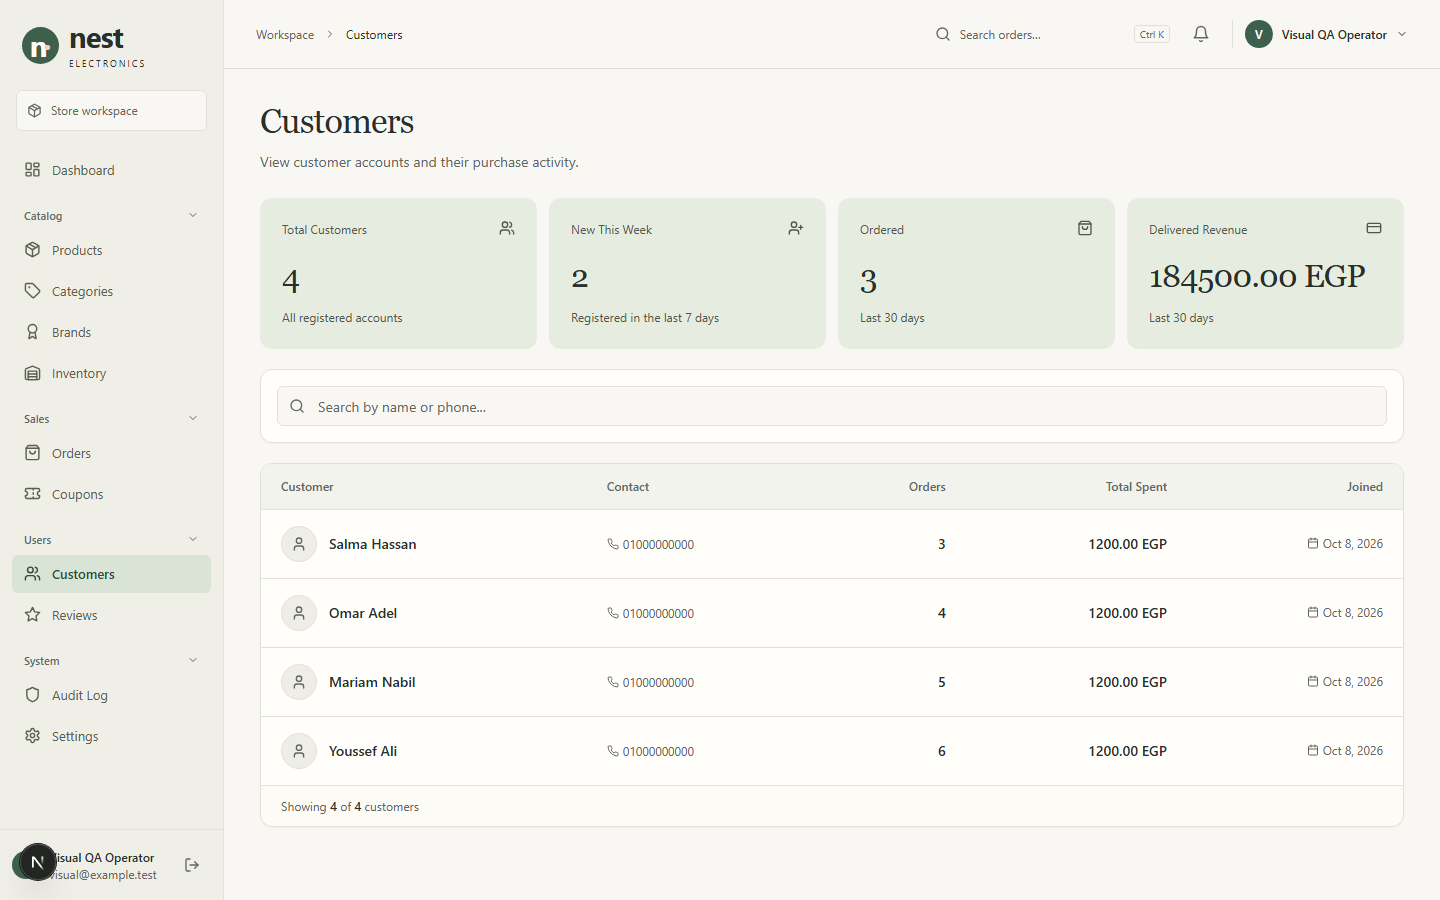 nest
ELECTRONICS
Store workspace
Dashboard
Catalog
Products
Categories
Brands
Inventory
Sales
Orders
Coupons
Users
Customers
Reviews
System
Audit Log
Settings
N
isual QA Operator
visual@example.test
Workspace > Customers
Search orders...
Ctrl K
V
Visual QA Operator
Customers
View customer accounts and their purchase activity.
Total Customers
4
All registered accounts
New This Week
2
Registered in the last 7 days
Ordered
3
Last 30 days
Delivered Revenue
184500.00 EGP
Last 30 days
Search by name or phone...
Customer Contact Orders Total Spent Joined
Salma Hassan 01000000000 3 1200.00 EGP Oct 8, 2026
Omar Adel 01000000000 4 1200.00 EGP Oct 8, 2026
Mariam Nabil 01000000000 5 1200.00 EGP Oct 8, 2026
Youssef Ali 01000000000 6 1200.00 EGP Oct 8, 2026
Showing 4 of 4 customers